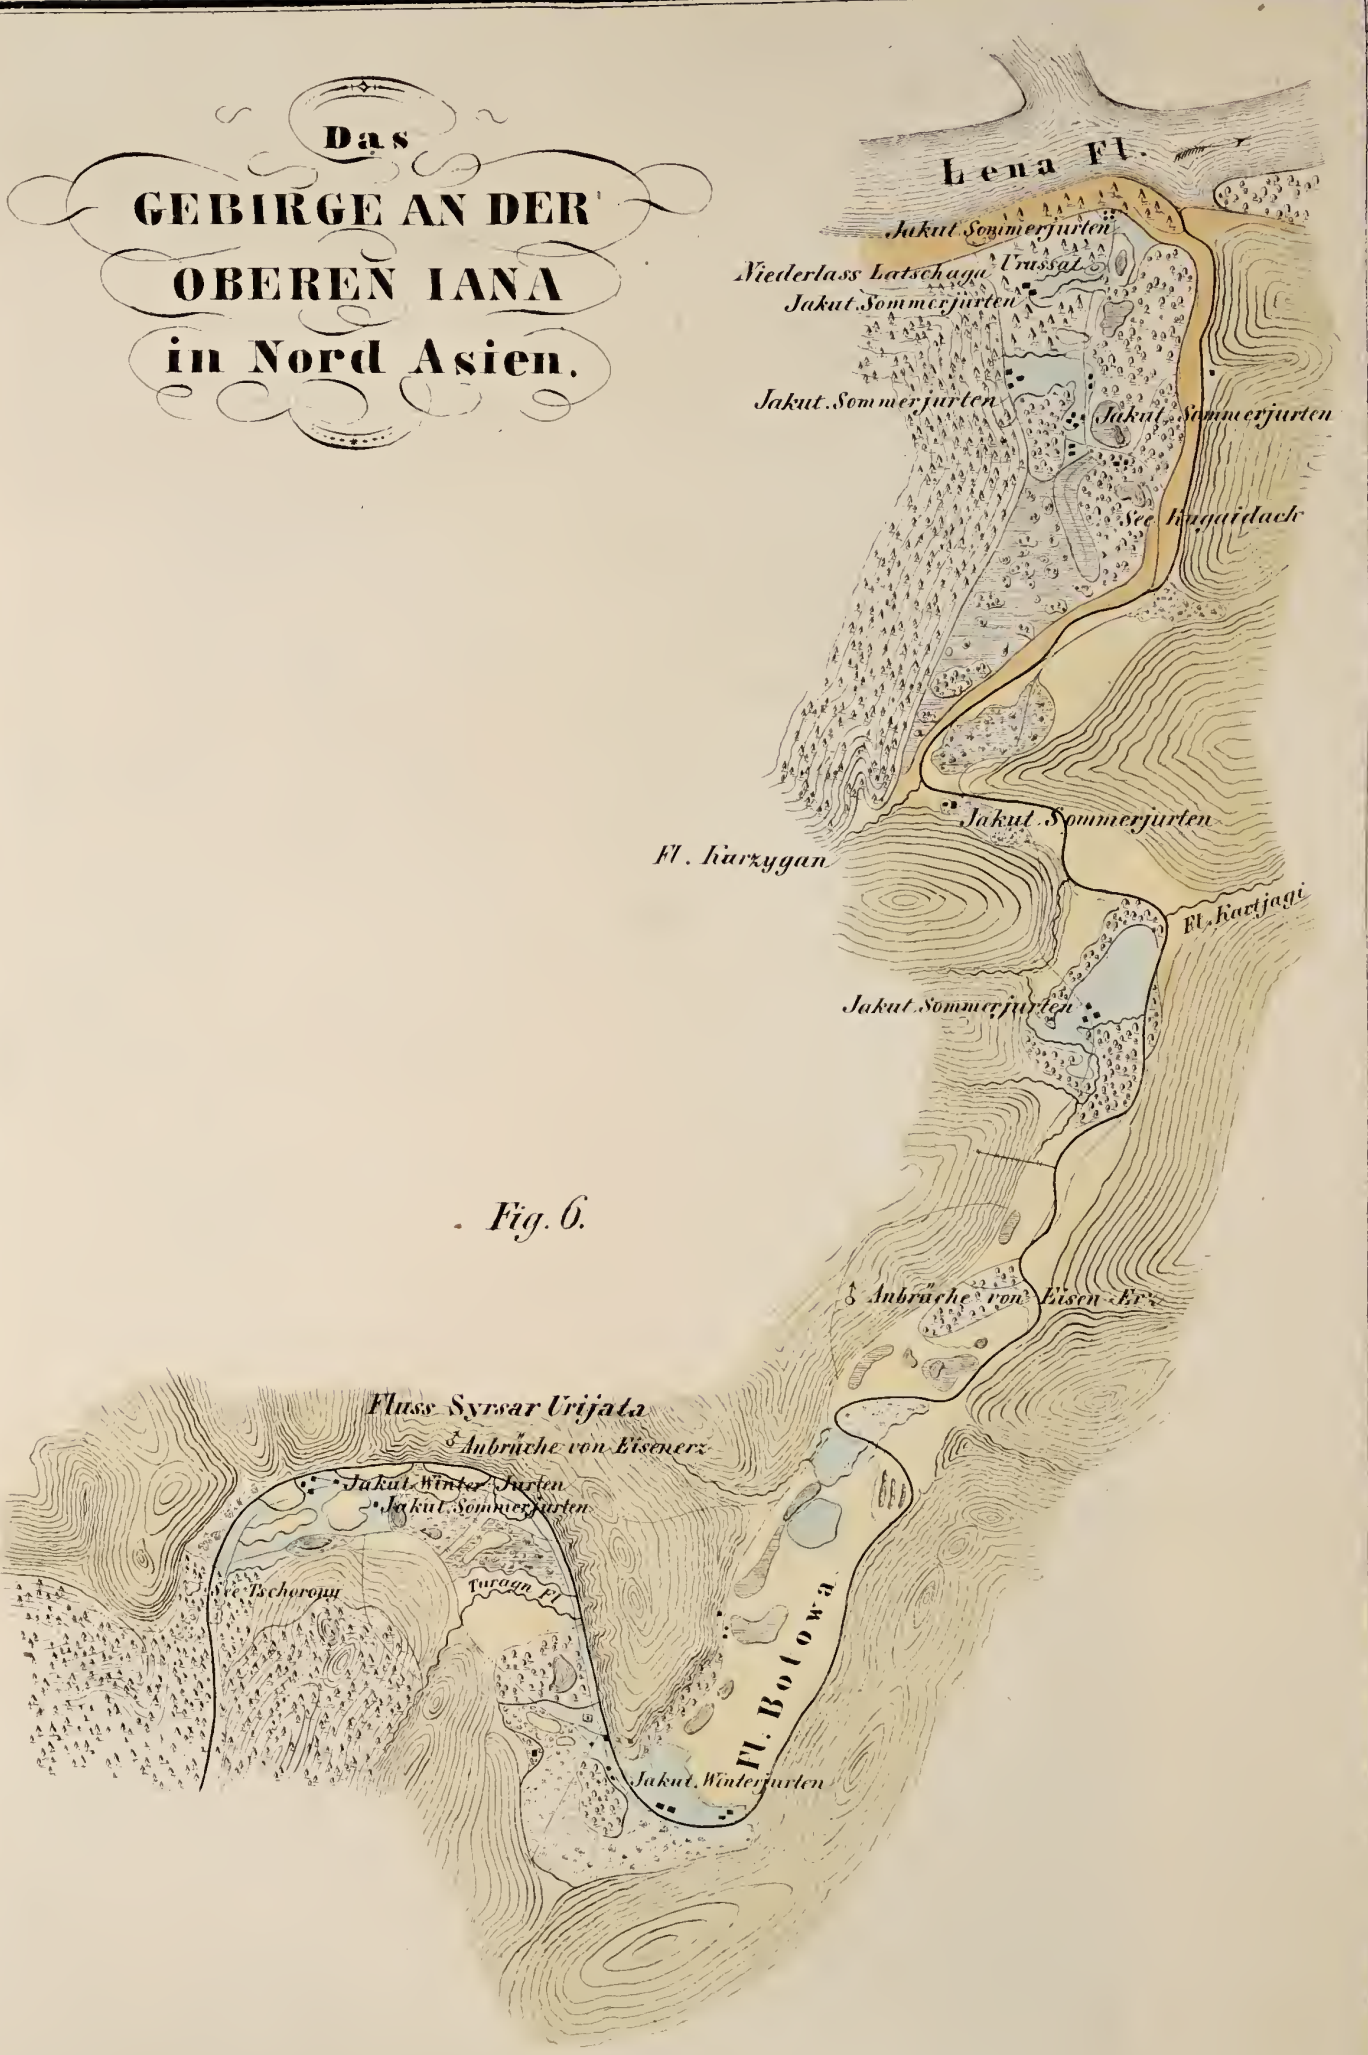 Das
GEBIRGE AN DER
OBEREN IANA
in Nord Asien.
Lena Fl.
Jakut. Sommerjurten
Urassat
Niederlass Latschaga
Jakut. Sommerjurten
Jakut. Sommerjurten
Jakut. Sommerjurten
See
Jakut. Sommerjurten
Fl. Karzygan
Fl. Kartjagi
Jakut. Sommerjurten
Fig. 6.
Anbrüche von Eisen-Erz
Fluss Syrsar Urijata
Anbrüche von Eisenerz
Jakut. Winter Jurten
Jakut. Sommerjurten
See
Turagn Fl
Fl. Botowa
Jakut. Winterjurten